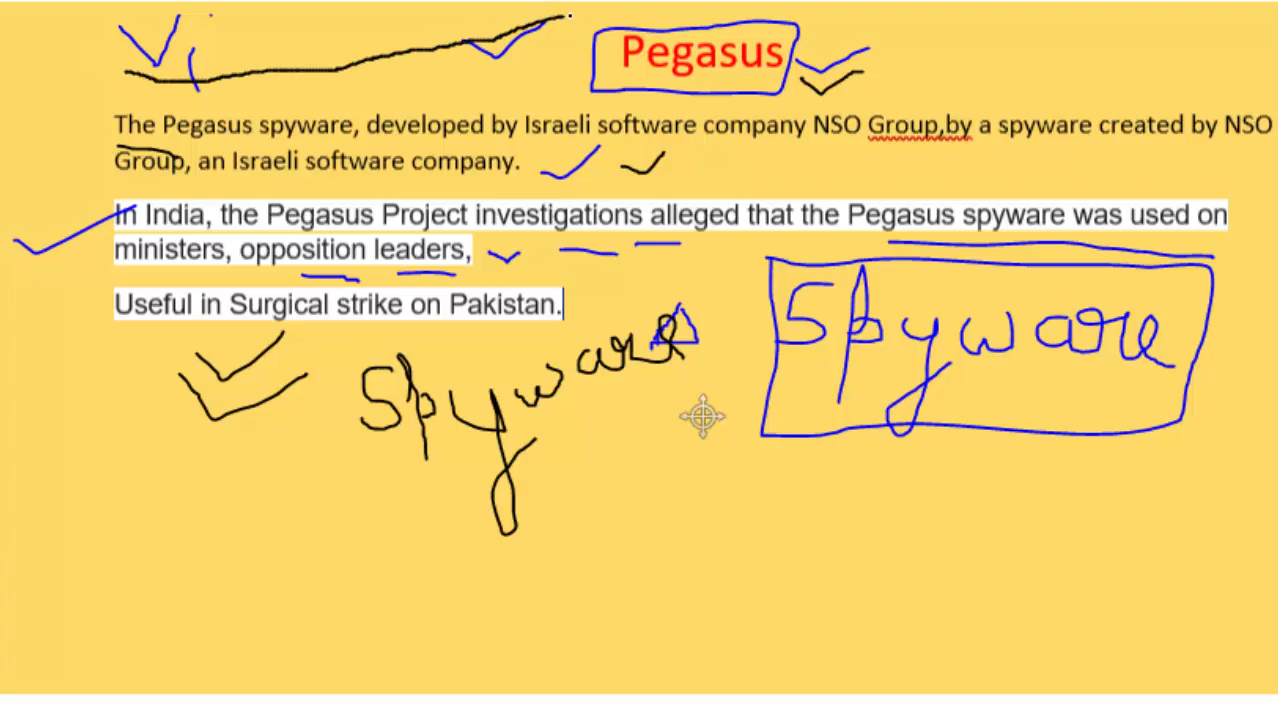 Pegasus
The Pegasus spyware, developed by Israeli software company NSO Group,by a spyware created by NSO
Group, an Israeli software company.
In India, the Pegasus Project investigations alleged that the Pegasus spyware was used on
ministers, opposition leaders,
Useful in Surgical strike on Pakistan.
Spyware
Spyware